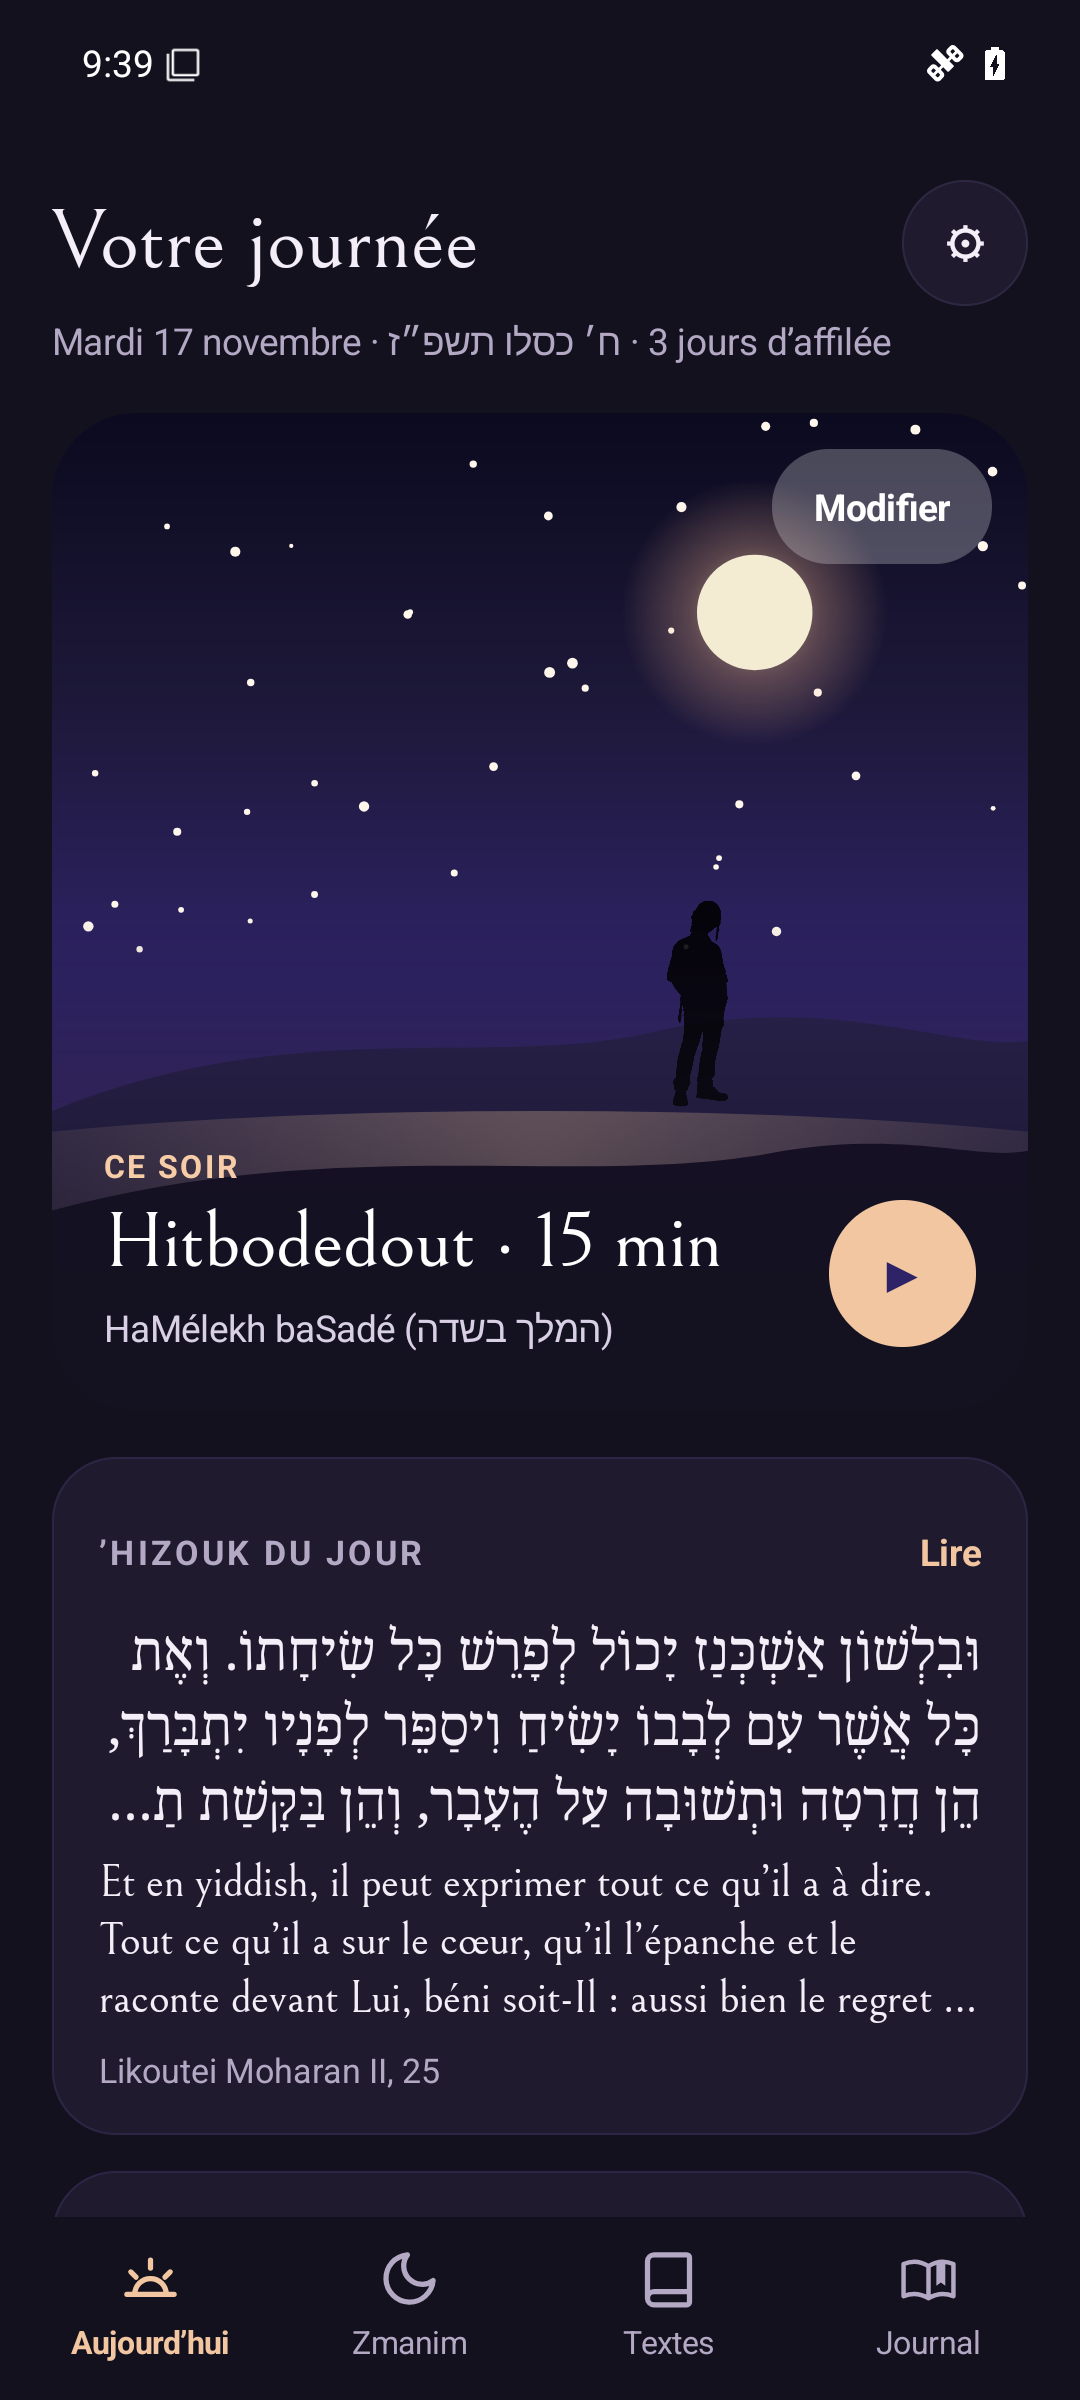 9:39
Votre journée
Mardi 17 novembre · ח׳ כסלו תשפ״ז · 3 jours d’affilée
Modifier
CE SOIR
Hitbodedout · 15 min
HaMélekh baSadé (המלך בשדה)
’HIZOUK DU JOUR
Lire
וּבִלְשׁוֹן אַשְׁכְּנַז יָכוֹל לְפָרֵשׁ כָּל שִׂיחָתוֹ. וְאֶת
כָּל אֲשֶׁר עִם לְבָבוֹ יָשִׂיחַ וִיסַפֵּר לְפָנָיו יִתְבָּרַךְ,
הֵן חֲרָטָה וּתְשׁוּבָה עַל הֶעָבָר, וְהֵן בַּקָּשַׁת תַ...
Et en yiddish, il peut exprimer tout ce qu’il a à dire.
Tout ce qu’il a sur le cœur, qu’il l’épanche et le
raconte devant Lui, béni soit-Il : aussi bien le regret ...
Likoutei Moharan II, 25
Aujourd’hui
Zmanim
Textes
Journal